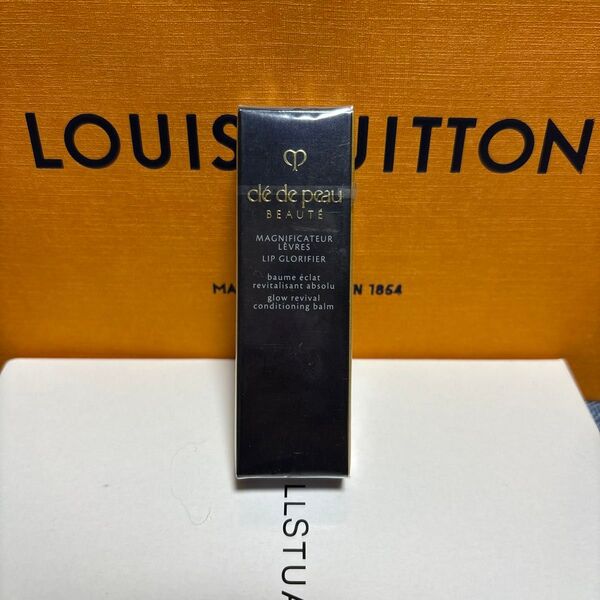 LOUIS UITTON
clé de peau
BEAUTÉ
MAGNIFICATEUR
LÈVRES
LIP GLORIFIER
baume éclat
revitalisant absolu
glow revival
conditioning balm
MA N 1854
LLSTUA